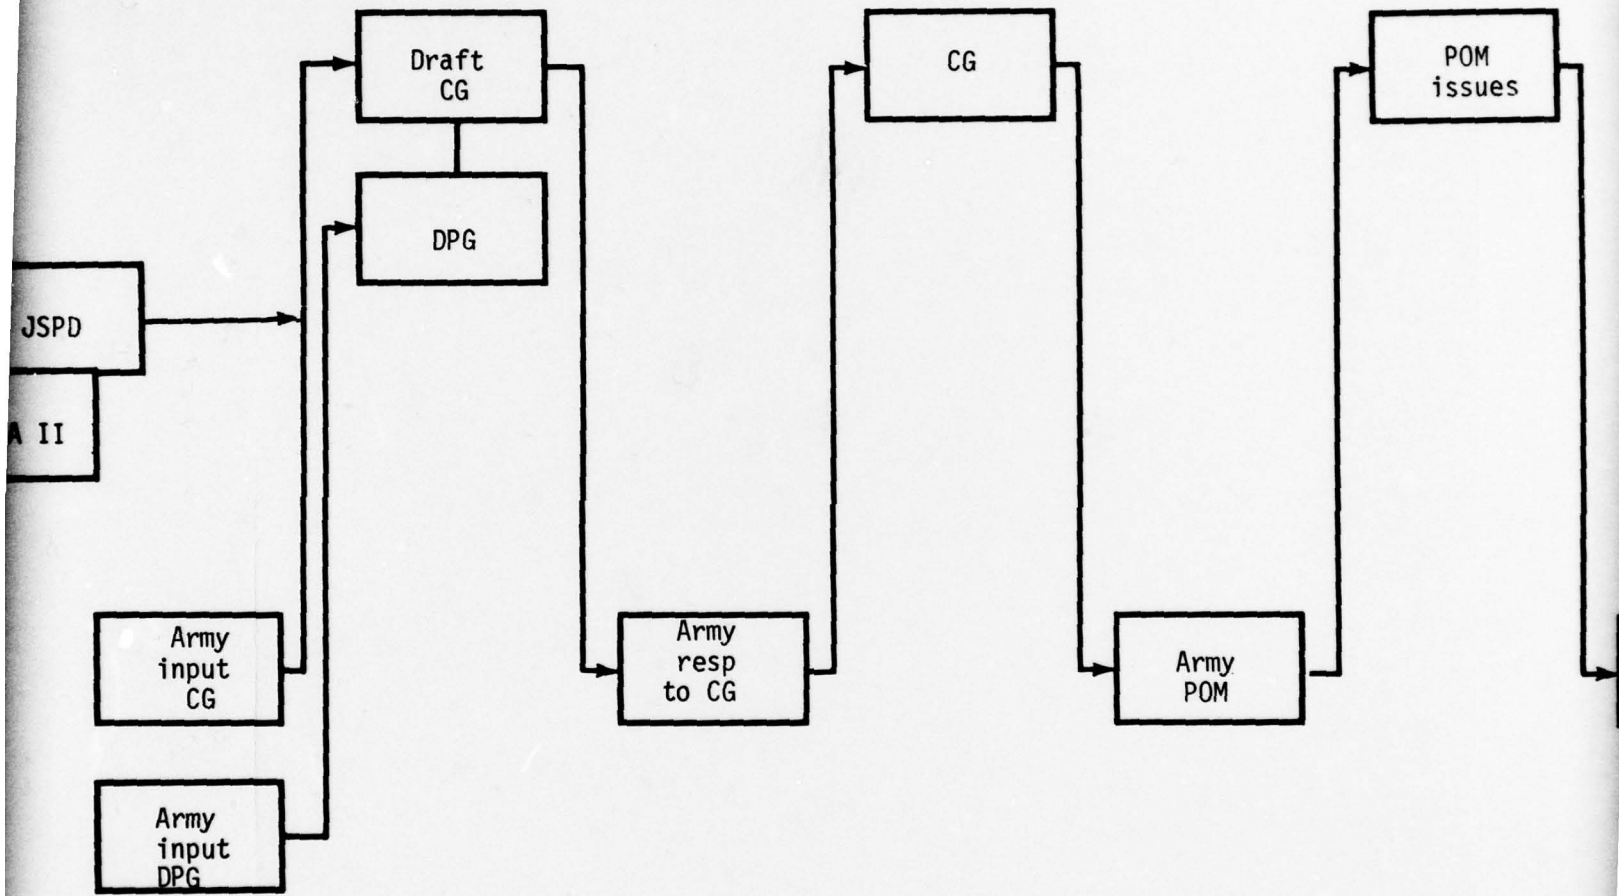 Draft
CG
CG
POM
issues
DPG
JSPD
A II
Army
input
CG
Army
resp
to CG
Army
POM
Army
input
DPG